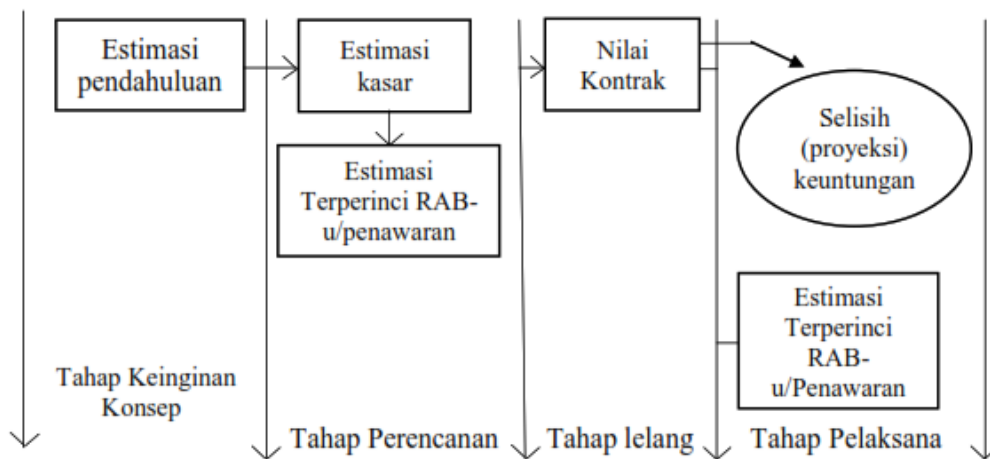 Estimasi
pendahuluan
Estimasi
kasar
Estimasi
Terperinci RAB-
u/penawaran
Nilai
Kontrak
Selisih
(proyeksi)
keuntungan
Estimasi
Terperinci
RAB-
u/Penawaran
Tahap Keinginan
Konsep
Tahap Perencanan
Tahap lelang
Tahap Pelaksana